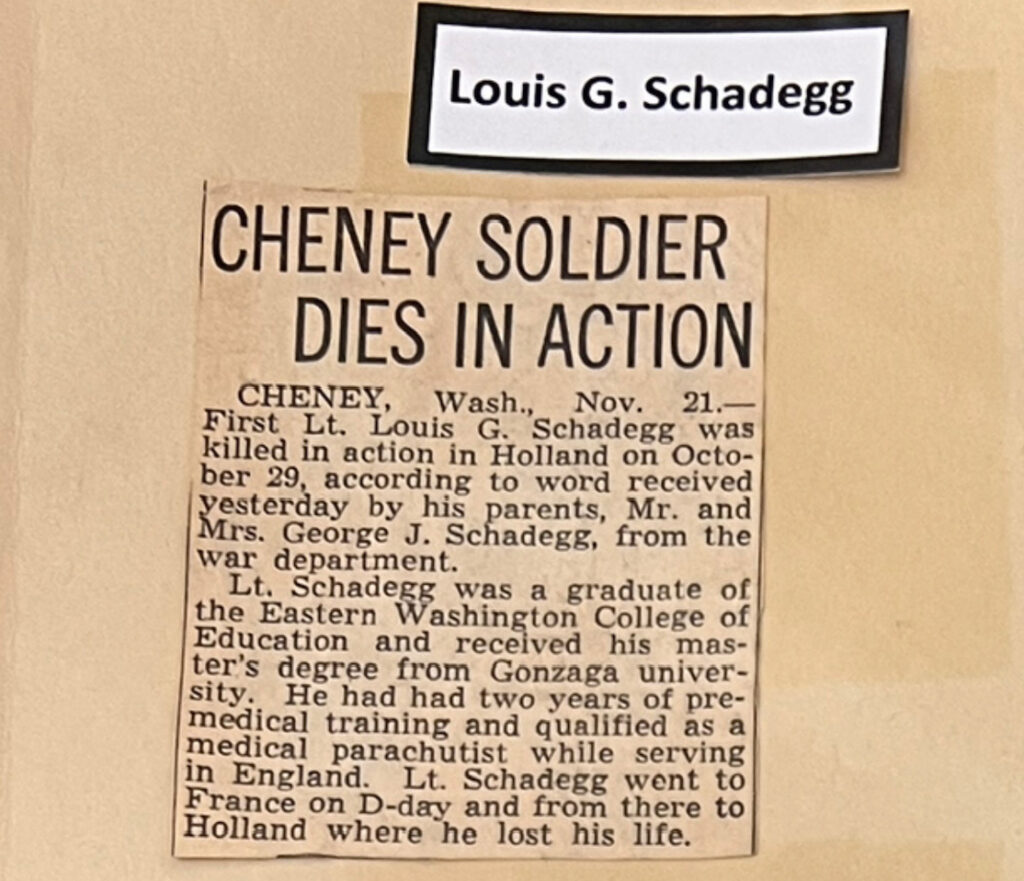 Louis G. Schadegg
CHENEY SOLDIER
DIES IN ACTION
CHENEY, Wash., Nov. 21.—
First Lt. Louis G. Schadegg was
killed in action in Holland on Octo-
ber 29, according to word received
yesterday by his parents, Mr. and
Mrs. George J. Schadegg, from the
war department.
Lt. Schadegg was a graduate of
the Eastern Washington College of
Education and received his mas-
ter's degree from Gonzaga univer-
sity. He had had two years of pre-
medical training and qualified as a
medical parachutist while serving
in England. Lt. Schadegg went to
France on D-day and from there to
Holland where he lost his life.